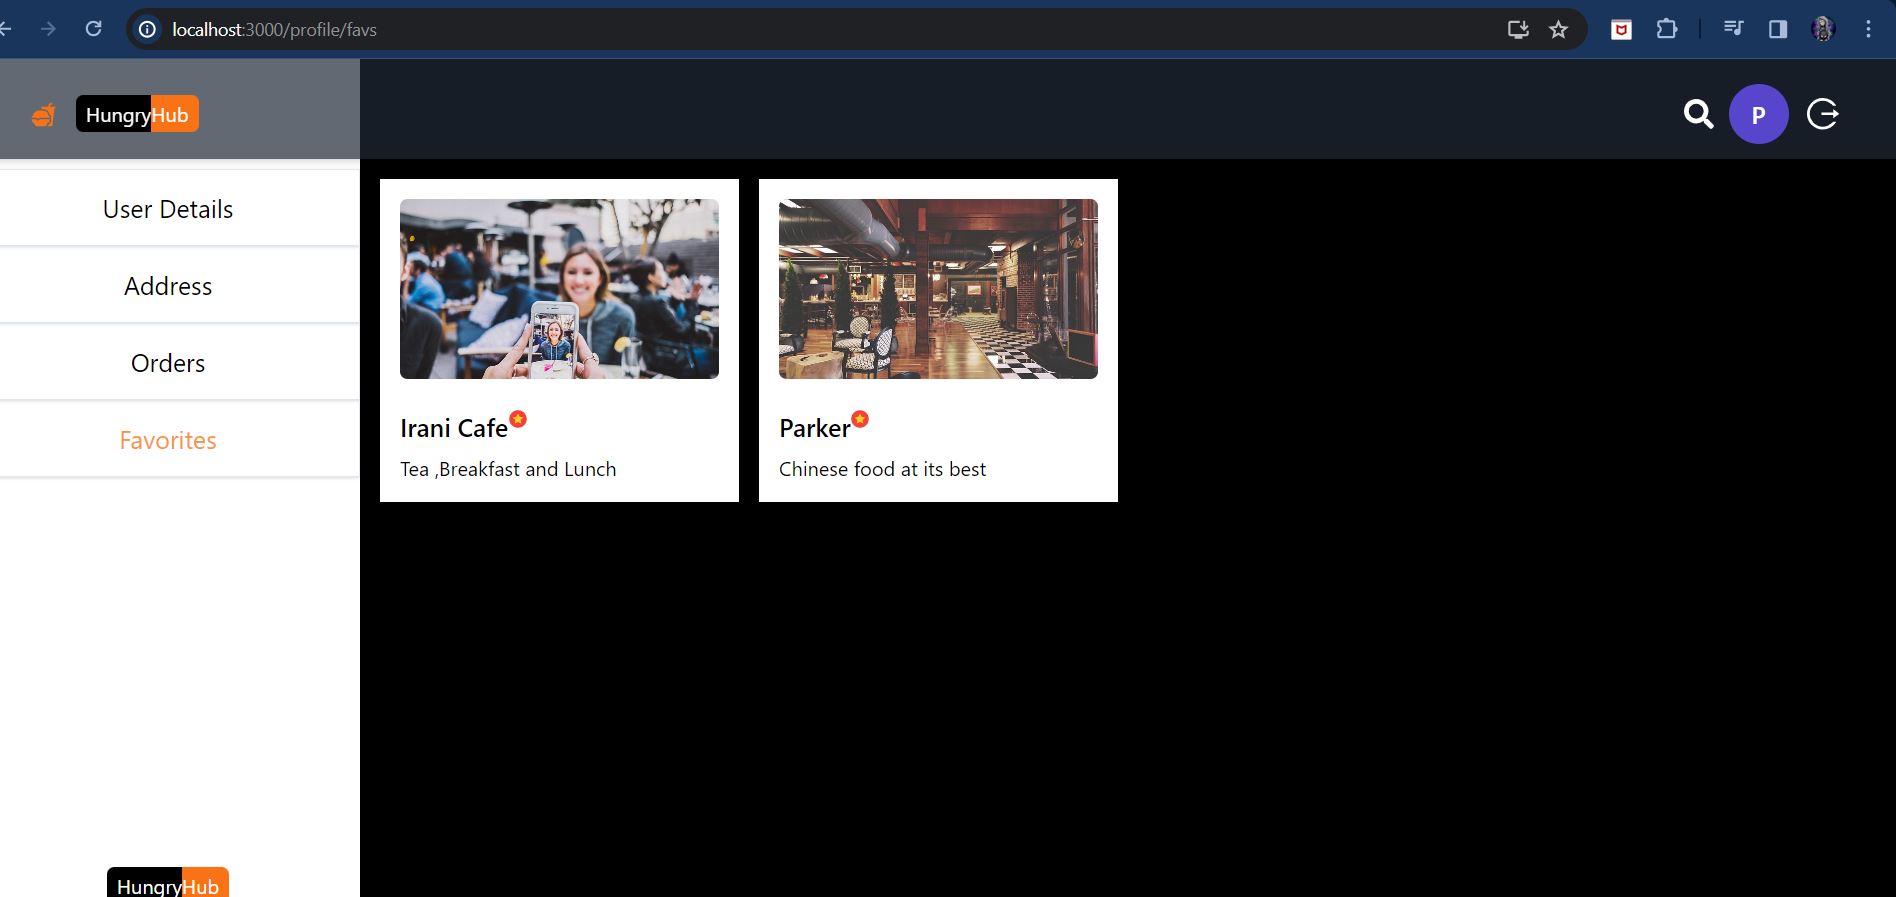 localhost:3000/profile/favs
HungryHub
P
User Details
Address
Orders
Favorites
Irani Cafe
Tea ,Breakfast and Lunch
Parker
Chinese food at its best
HungryHub